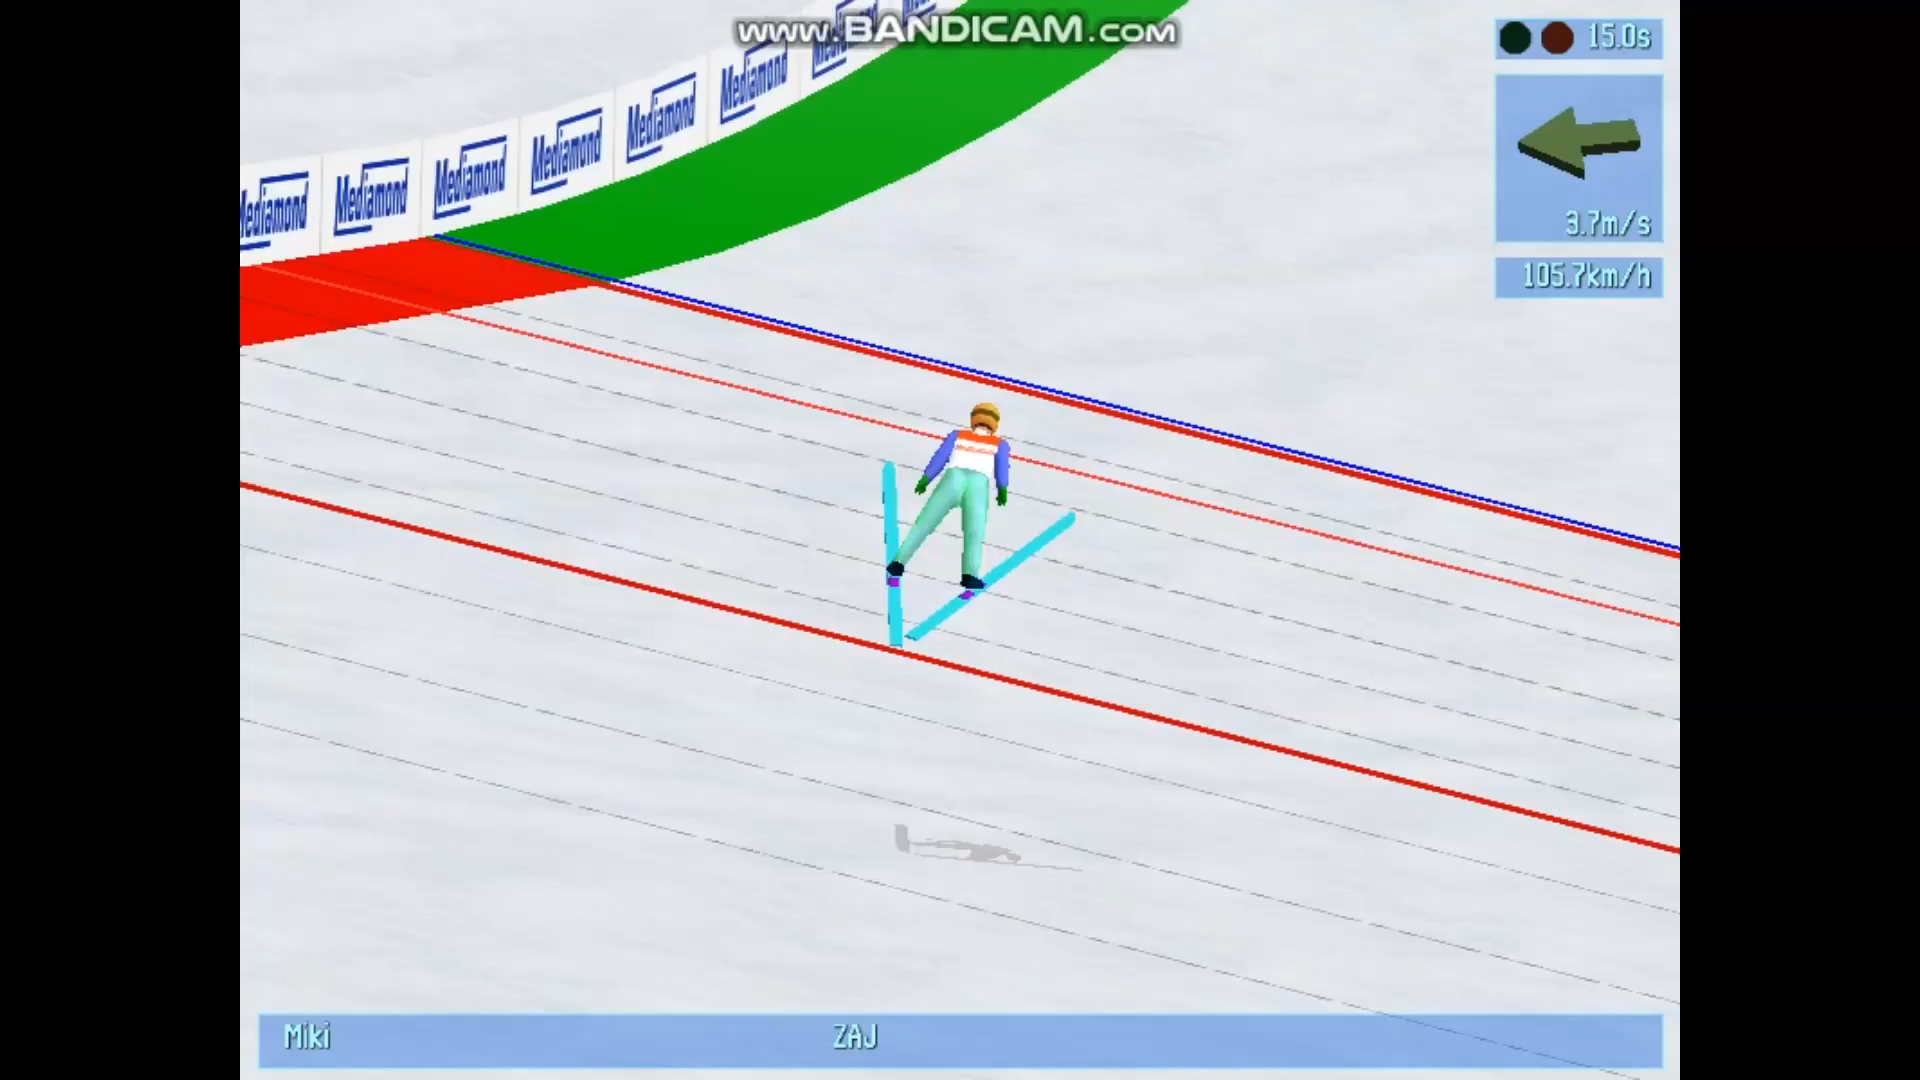 www.BANDICAM.com
15.0s
3.7m/s
105.7km/h
Mediamond
Mediamond
Mediamond
Mediamond
Mediamond
Mediamond
Miki ZAJ